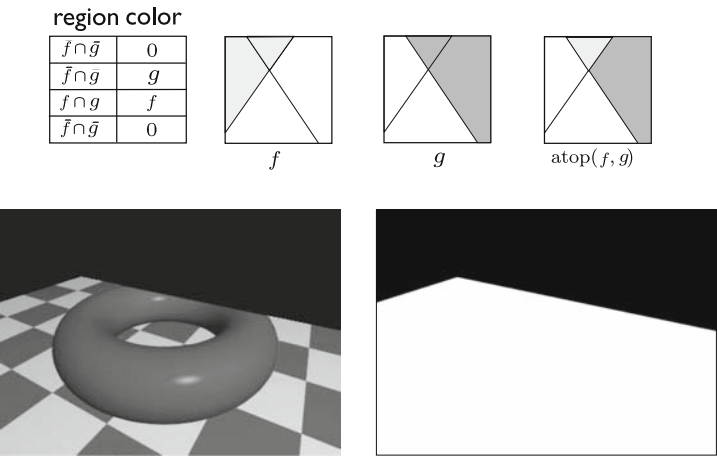 region color
f ∩ ḡ 0
f̄ ∩ g g
f ∩ g f
f̄ ∩ ḡ 0
f g atop(f, g)